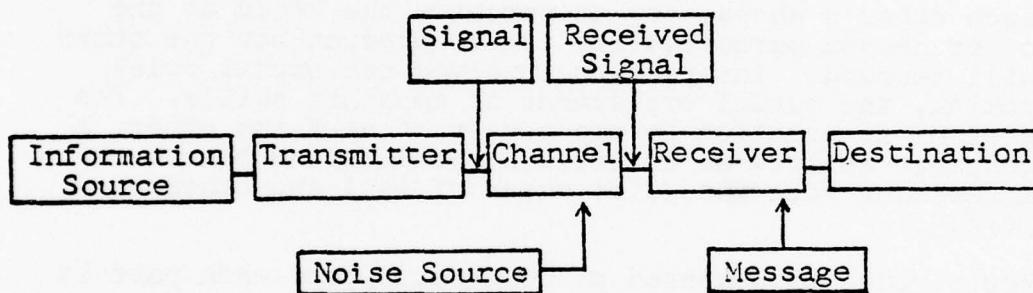 Signal
Received
Signal
Information
Source
Transmitter
Channel
Receiver
Destination
Noise Source
Message